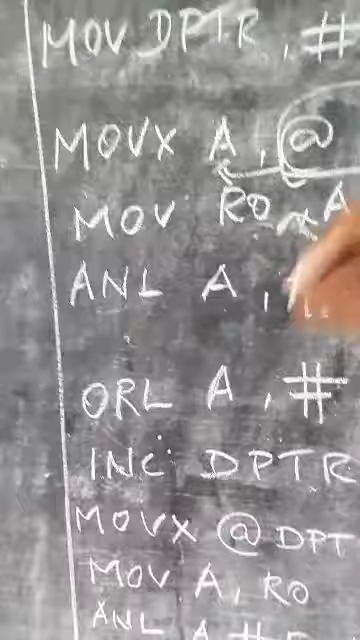 MOV DPTR, #
MOVX A, @
MOV R0, A
ANL A,
ORL A, #
INC DPTR
MOVX @ DPT
MOV A, R0
ANL A, #